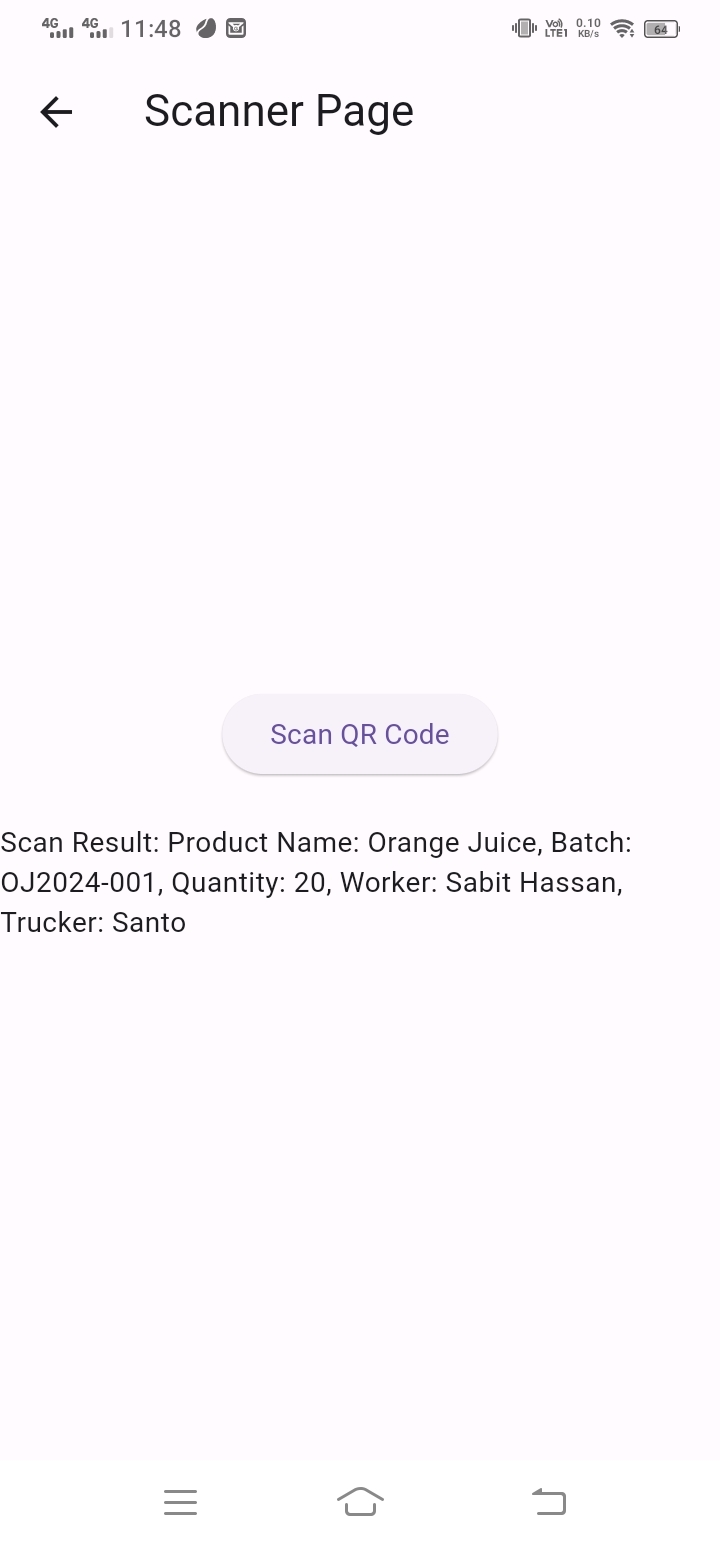 4G 4G 11:48 Vo)) LTE1 0.10 KB/s 64
Scanner Page
Scan QR Code
Scan Result: Product Name: Orange Juice, Batch:
OJ2024-001, Quantity: 20, Worker: Sabit Hassan,
Trucker: Santo